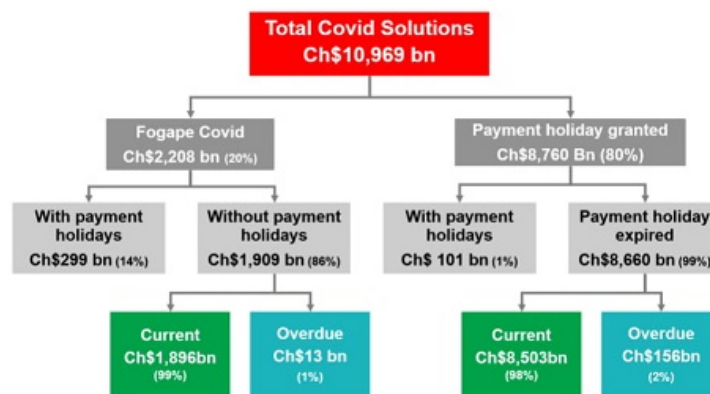 Total Covid Solutions
Ch$10,969 bn
Fogape Covid
Ch$2,208 bn (20%)
Payment holiday granted
Ch$8,760 Bn (80%)
With payment
holidays
Ch$299 bn (14%)
Without payment
holidays
Ch$1,909 bn (86%)
With payment
holidays
Ch$ 101 bn (1%)
Payment holiday
expired
Ch$8,660 bn (99%)
Current
Ch$1,896bn
(99%)
Overdue
Ch$13 bn
(1%)
Current
Ch$8,503bn
(98%)
Overdue
Ch$156bn
(2%)